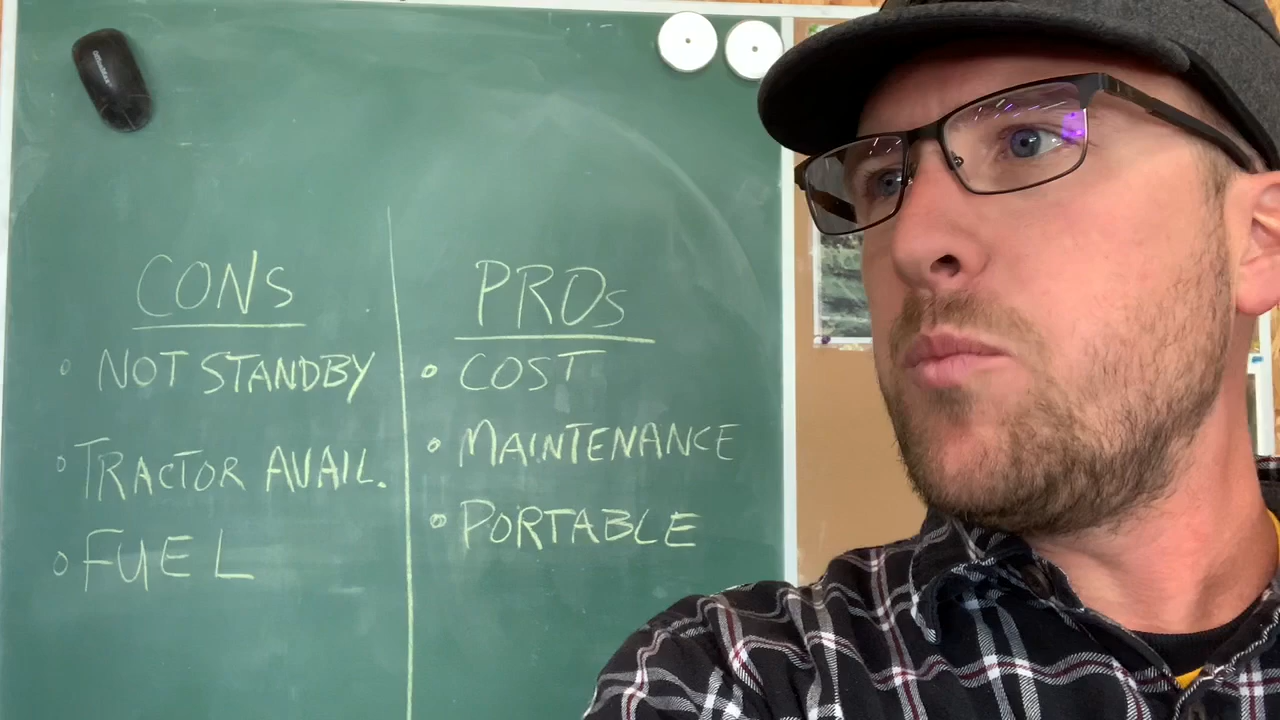 CONS
NOT STANDBY
TRACTOR AVAIL.
FUEL
PROS
COST
MAINTENANCE
PORTABLE